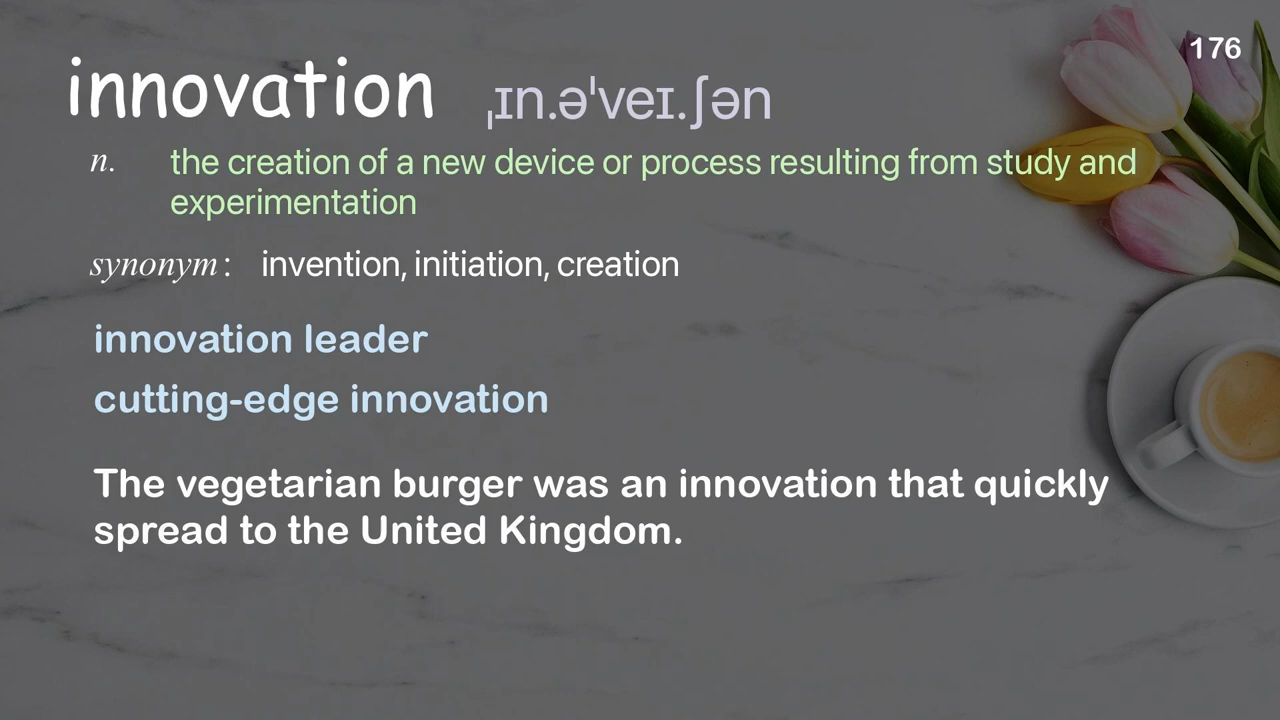 176
innovation ˌɪn.əˈveɪ.ʃən
n. the creation of a new device or process resulting from study and
experimentation
synonym: invention, initiation, creation
innovation leader
cutting-edge innovation
The vegetarian burger was an innovation that quickly
spread to the United Kingdom.